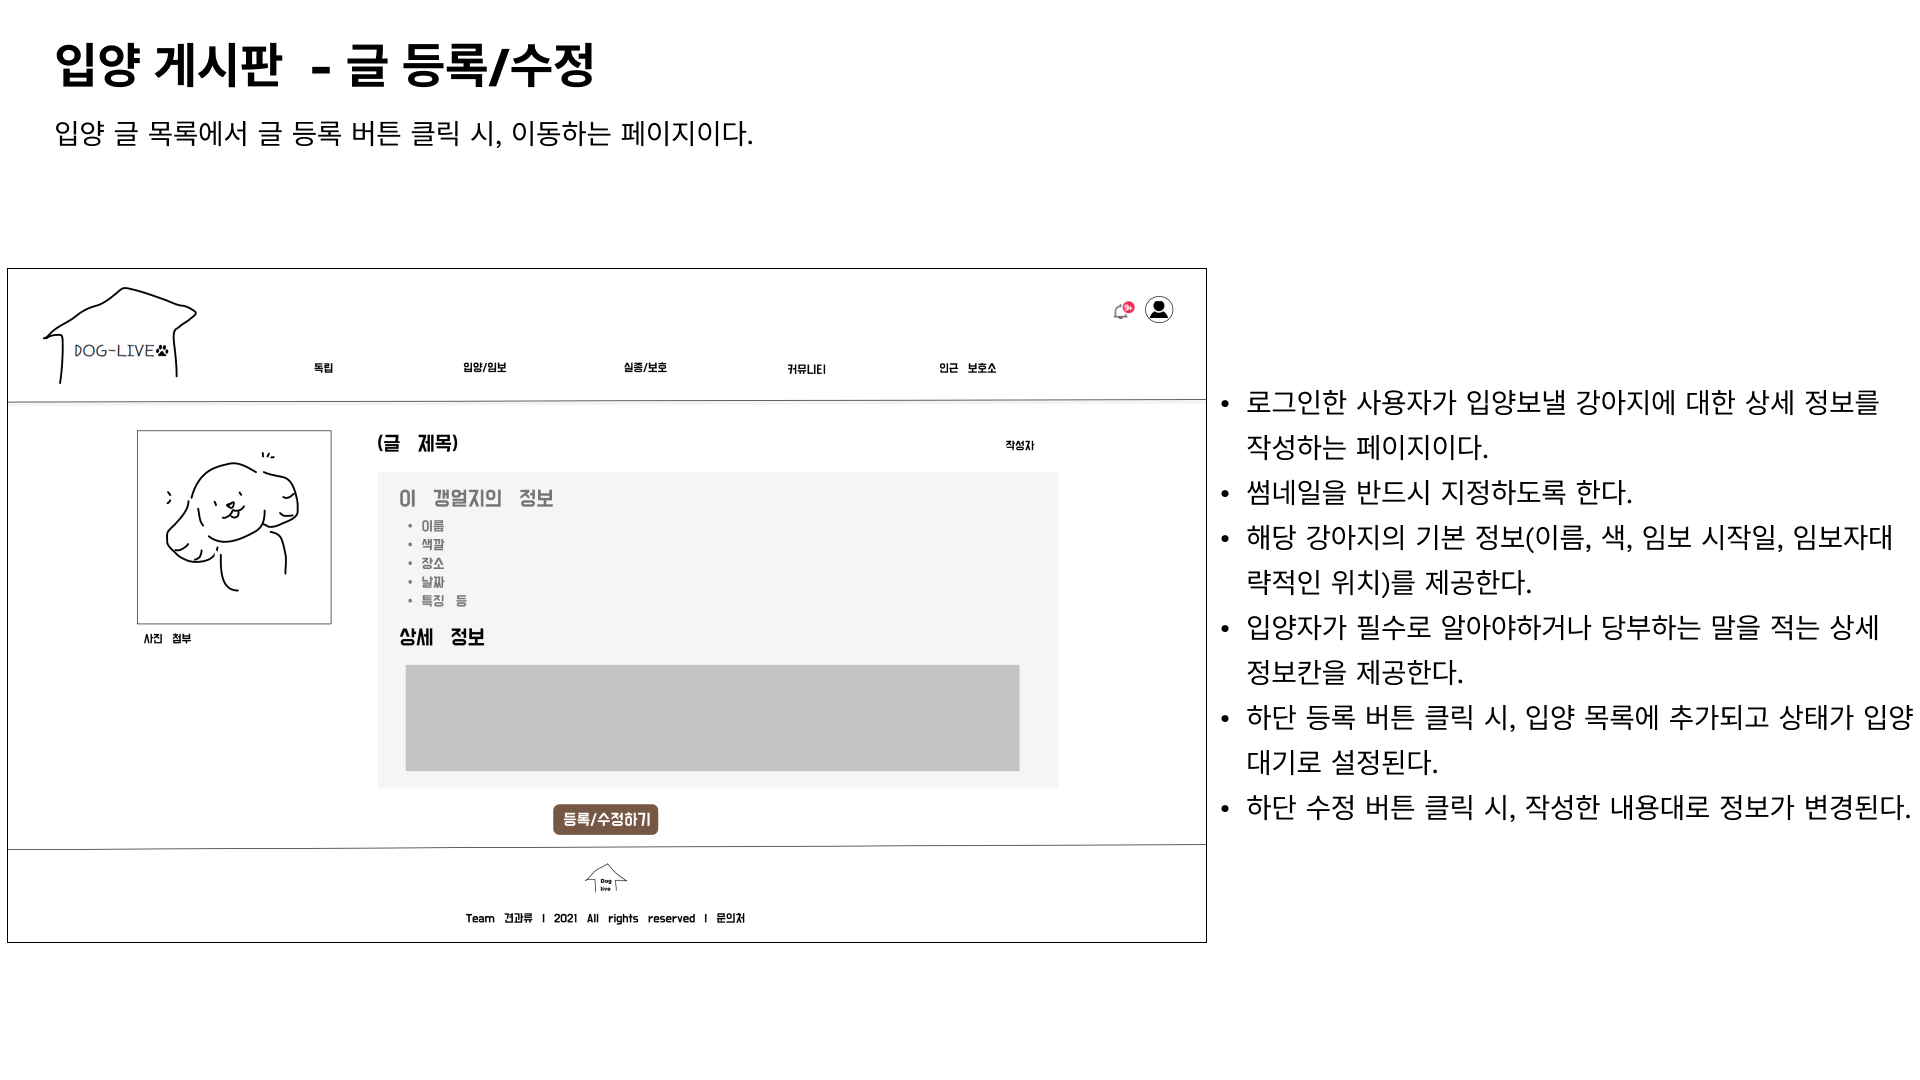 입양 게시판 - 글 등록/수정
입양 글 목록에서 글 등록 버튼 클릭 시, 이동하는 페이지이다.
9+
DOG-LIVE
독립
입양/임보
실종/보호
커뮤니티
인근 보호소
(글 제목)
작성자
이 갱얼지의 정보
• 이름
• 색깔
• 장소
• 날짜
• 특징 등
사진 첨부
상세 정보
등록/수정하기
Dog
live
Team 견과류 | 2021 All rights reserved | 문의처
• 로그인한 사용자가 입양보낼 강아지에 대한 상세 정보를
작성하는 페이지이다.
• 썸네일을 반드시 지정하도록 한다.
• 해당 강아지의 기본 정보(이름, 색, 임보 시작일, 임보자대
략적인 위치)를 제공한다.
• 입양자가 필수로 알아야하거나 당부하는 말을 적는 상세
정보칸을 제공한다.
• 하단 등록 버튼 클릭 시, 입양 목록에 추가되고 상태가 입양
대기로 설정된다.
• 하단 수정 버튼 클릭 시, 작성한 내용대로 정보가 변경된다.